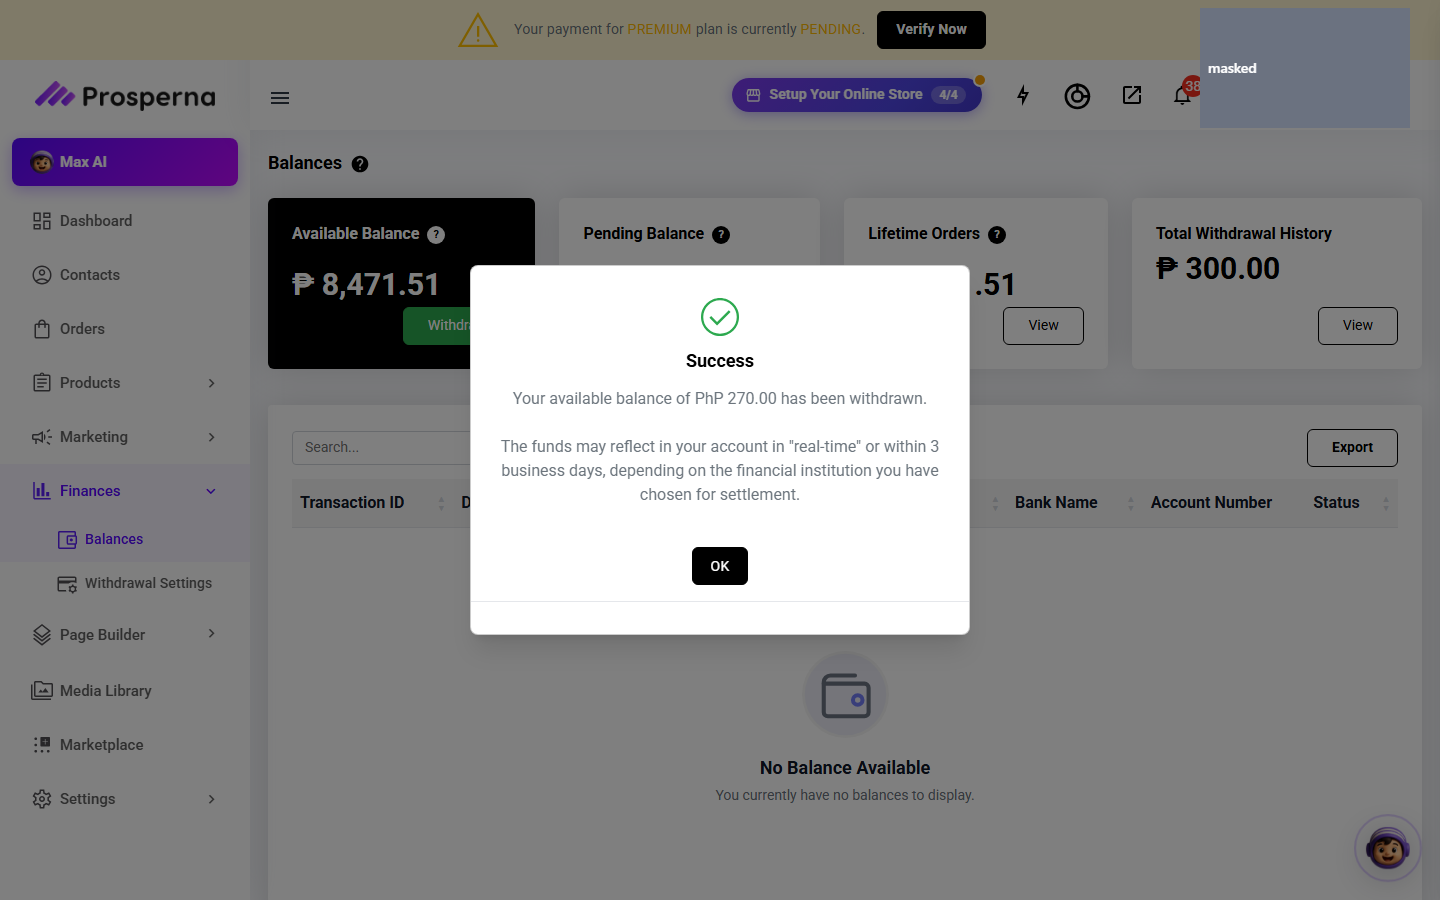 Your payment for PREMIUM plan is currently PENDING.
Verify Now
masked
Prosperna
Setup Your Online Store 4/4
38
Max AI
Dashboard
Contacts
Orders
Products
Marketing
Finances
Balances
Withdrawal Settings
Page Builder
Media Library
Marketplace
Settings
Balances ?
Available Balance ?
₱ 8,471.51
Withdr
Pending Balance ?
Lifetime Orders ?
.51
View
Total Withdrawal History
₱ 300.00
View
Search...
Export
Transaction ID
D
Bank Name
Account Number
Status
Success
Your available balance of PhP 270.00 has been withdrawn.
The funds may reflect in your account in "real-time" or within 3
business days, depending on the financial institution you have
chosen for settlement.
OK
No Balance Available
You currently have no balances to display.